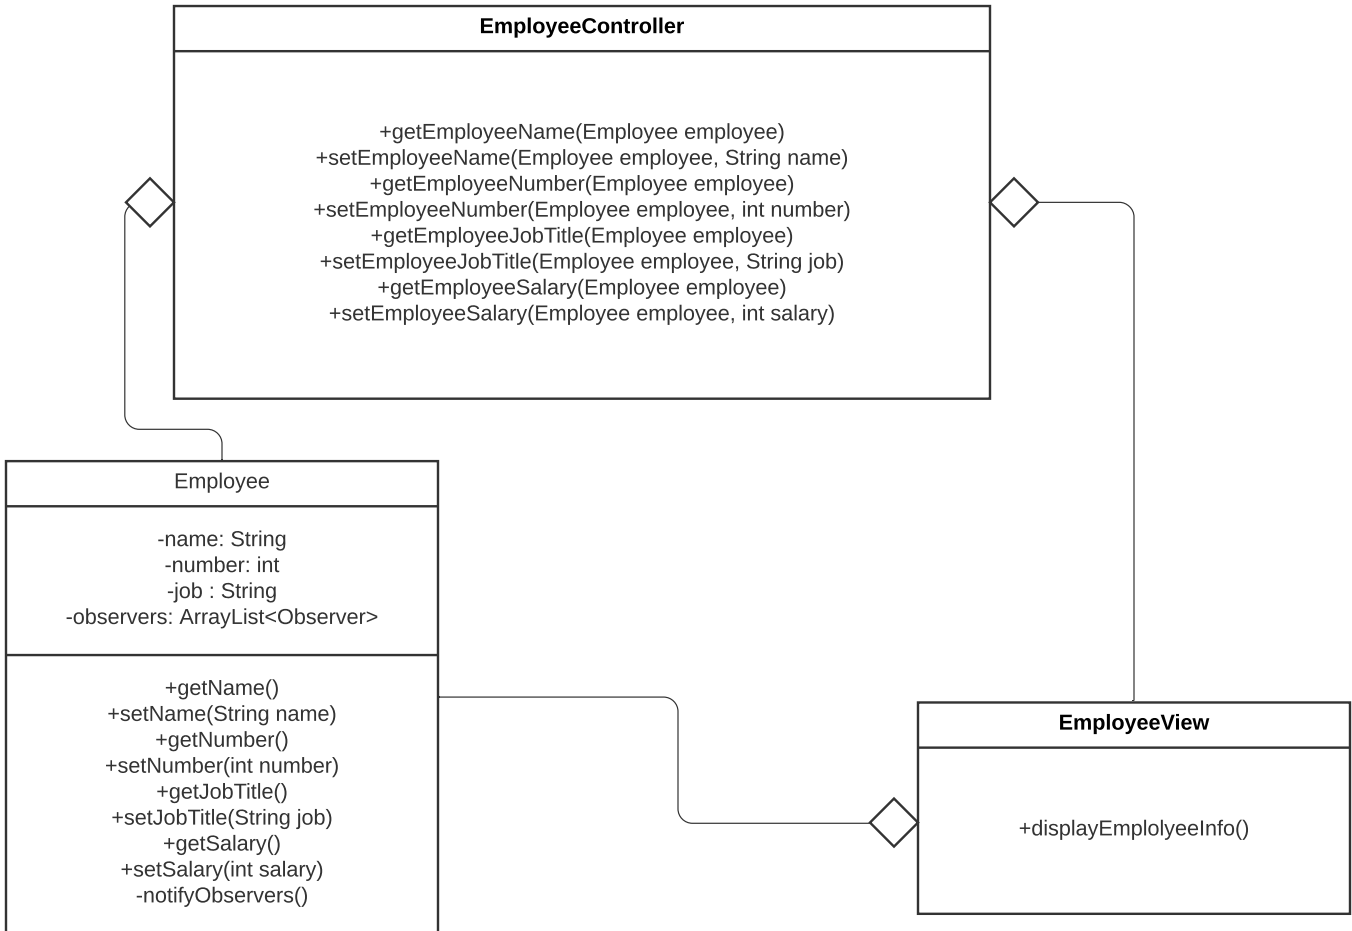 EmployeeController
+getEmployeeName(Employee employee)
+setEmployeeName(Employee employee, String name)
+getEmployeeNumber(Employee employee)
+setEmployeeNumber(Employee employee, int number)
+getEmployeeJobTitle(Employee employee)
+setEmployeeJobTitle(Employee employee, String job)
+getEmployeeSalary(Employee employee)
+setEmployeeSalary(Employee employee, int salary)
Employee
-name: String
-number: int
-job : String
-observers: ArrayList<Observer>
+getName()
+setName(String name)
+getNumber()
+setNumber(int number)
+getJobTitle()
+setJobTitle(String job)
+getSalary()
+setSalary(int salary)
-notifyObservers()
EmployeeView
+displayEmplolyeeInfo()